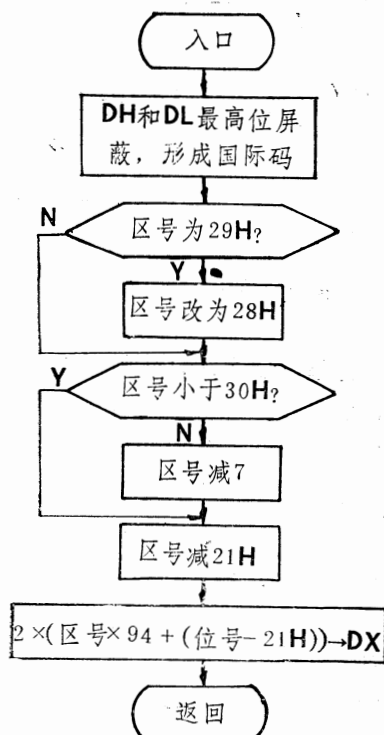 入口
DH和DL最高位屏
蔽，形成国际码
N
区号为29H?
Y
区号改为28H
Y
区号小于30H?
N
区号减7
区号减21H
2×(区号×94+(位号-21H))→DX
返回